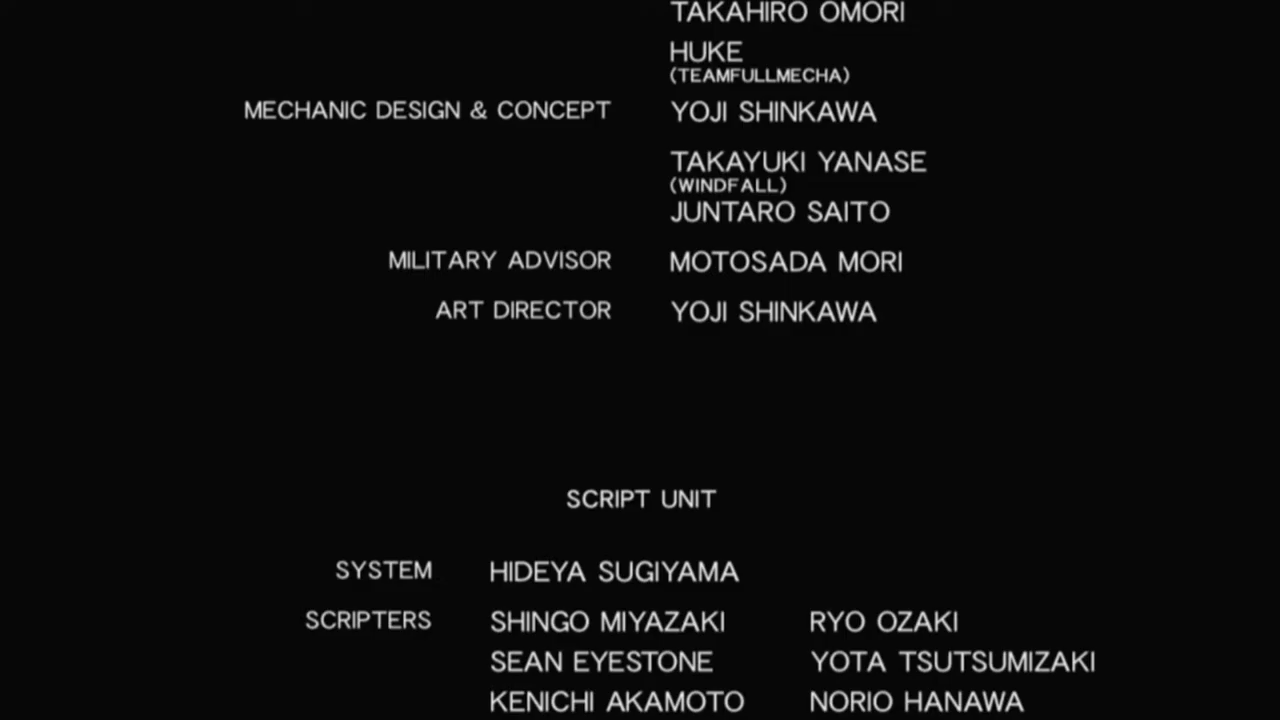 TAKAHIRO OMORI
HUKE
(TEAMFULLMECHA)
MECHANIC DESIGN & CONCEPT YOJI SHINKAWA
TAKAYUKI YANASE
(WINDFALL)
JUNTARO SAITO
MILITARY ADVISOR MOTOSADA MORI
ART DIRECTOR YOJI SHINKAWA
SCRIPT UNIT
SYSTEM HIDEYA SUGIYAMA
SCRIPTERS SHINGO MIYAZAKI RYO OZAKI
SEAN EYESTONE YOTA TSUTSUMIZAKI
KENICHI AKAMOTO NORIO HANAWA